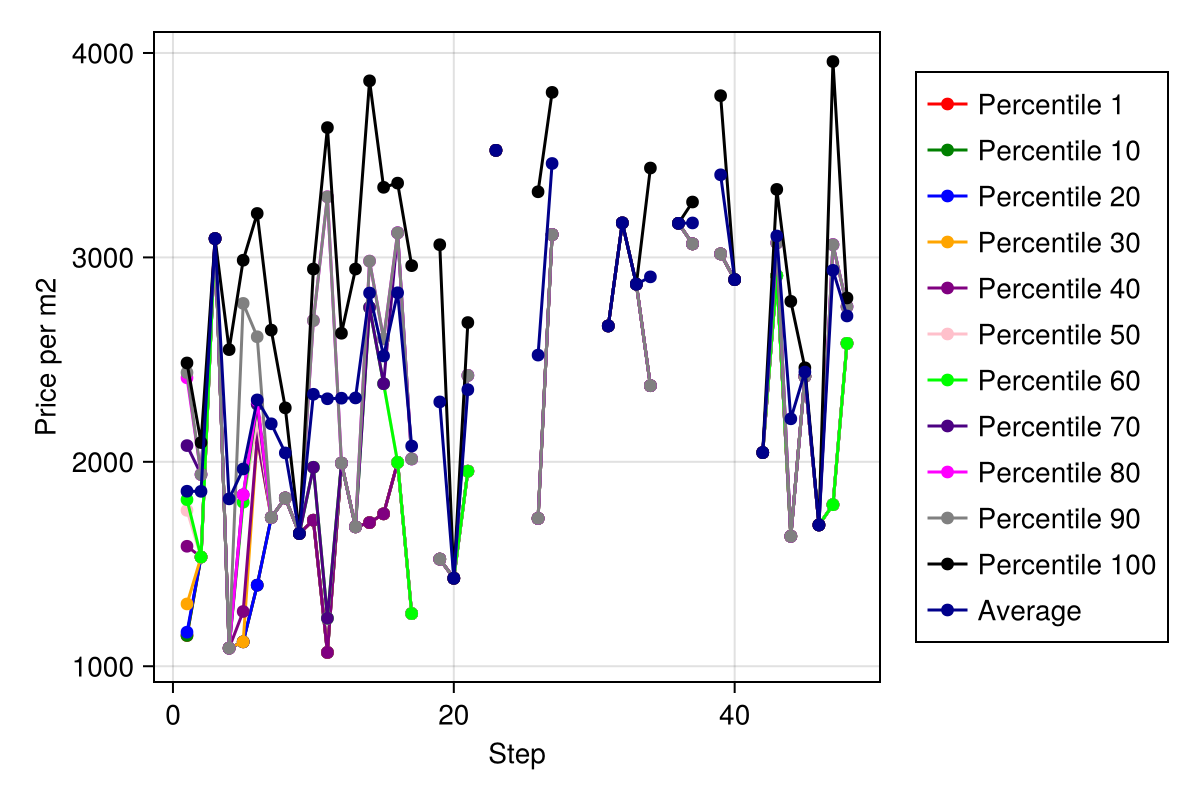 4000
3000
2000
1000
Price per m2
0
20
40
Step
Percentile 1
Percentile 10
Percentile 20
Percentile 30
Percentile 40
Percentile 50
Percentile 60
Percentile 70
Percentile 80
Percentile 90
Percentile 100
Average